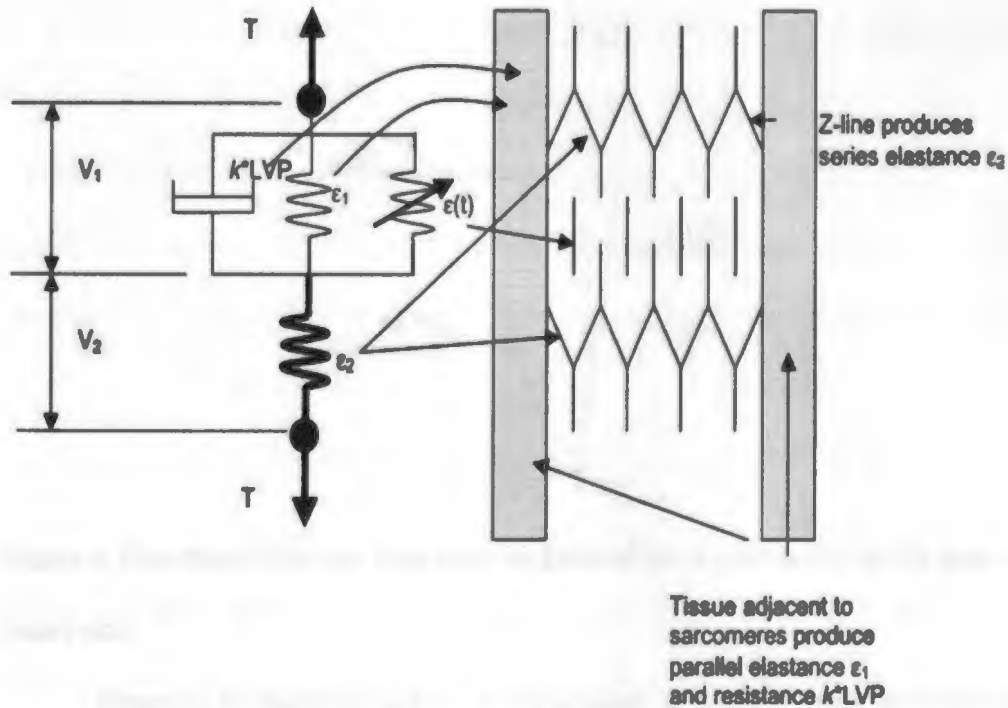 T
V₁
k*LVP
ε₁
ε(t)
Z-line produces
series elastance ε₂
V₂
ε₂
T
Tissue adjacent to
sarcomeres produce
parallel elastance ε₁
and resistance k*LVP